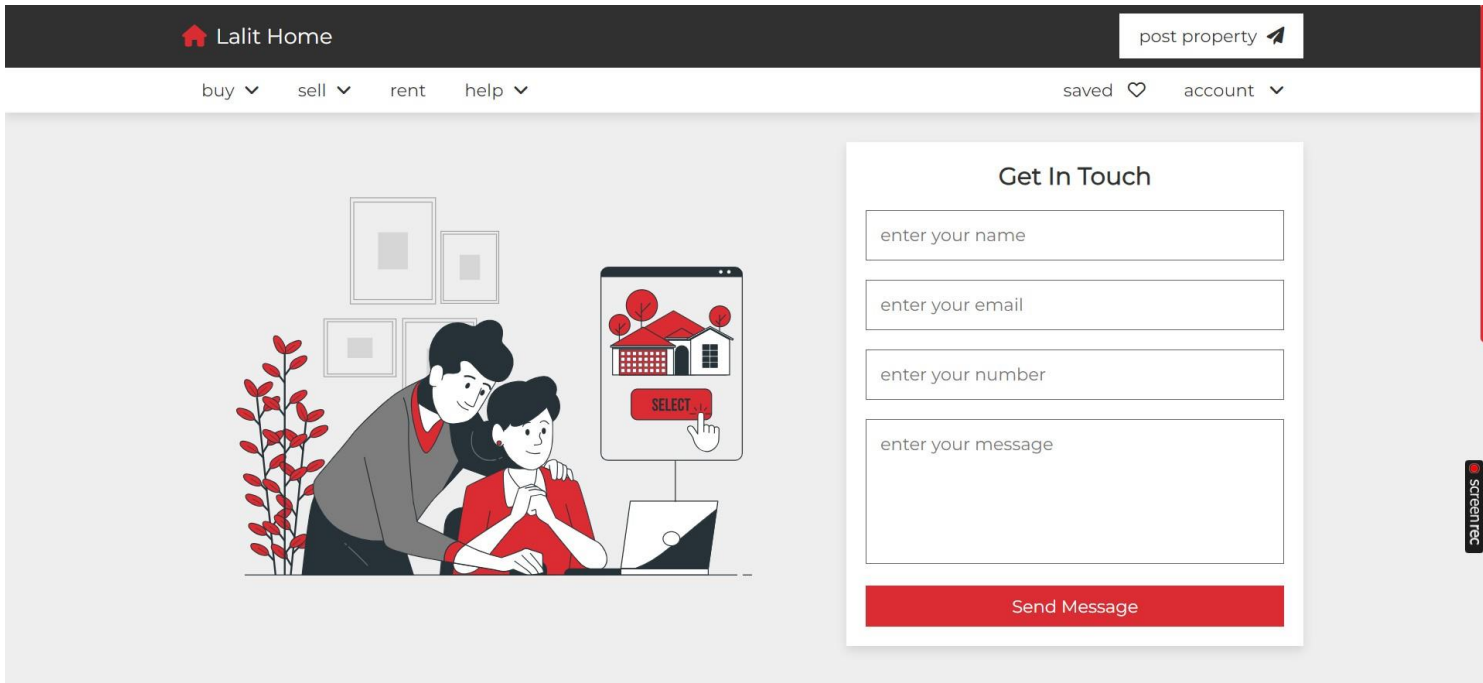 Lalit Home
post property
buy sell rent help saved account
Get In Touch
enter your name
enter your email
enter your number
enter your message
Send Message
SELECT
screenrec